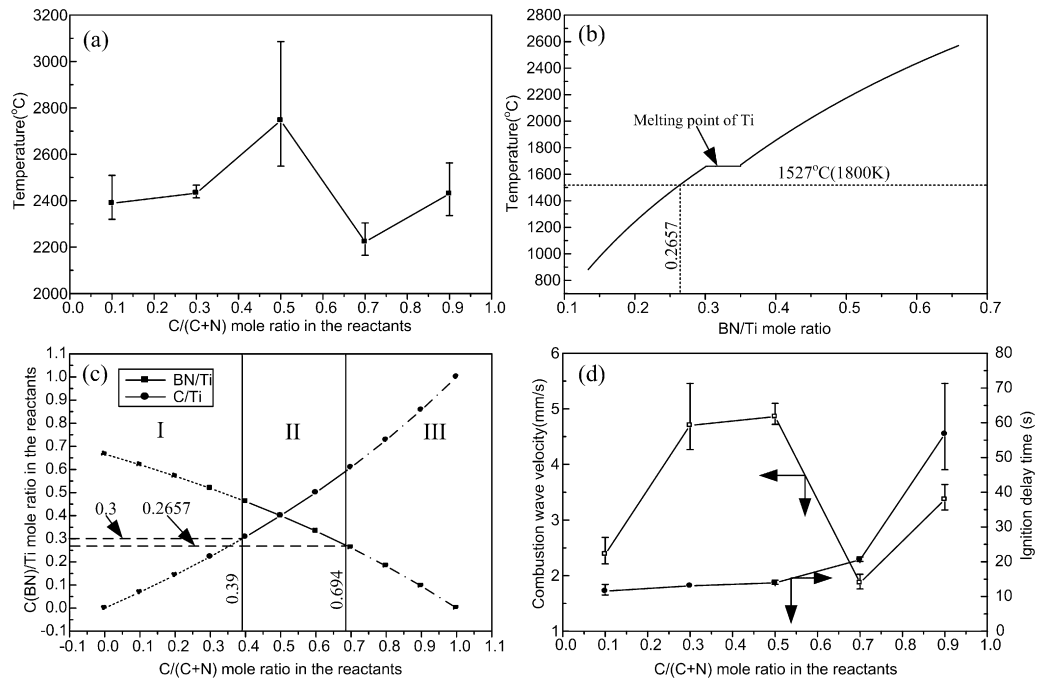 (a)
3200
3000
2800
2600
2400
2200
2000
Temperature(°C)
0.0 0.1 0.2 0.3 0.4 0.5 0.6 0.7 0.8 0.9 1.0
C/(C+N) mole ratio in the reactants
(b)
2800
2600
2400
2200
2000
1800
1600
1400
1200
1000
800
Temperature(°C)
Melting point of Ti
1527°C(1800K)
0.2657
0.1 0.2 0.3 0.4 0.5 0.6 0.7
BN/Ti mole ratio
(c)
BN/Ti
C/Ti
I II III
1.1
1.0
0.9
0.8
0.7
0.6
0.5
0.4
0.3
0.2
0.1
0.0
-0.1
C(BN)/Ti mole ratio in the reactants
0.3
0.2657
0.39
0.694
-0.1 0.0 0.1 0.2 0.3 0.4 0.5 0.6 0.7 0.8 0.9 1.0 1.1
C/(C+N) mole ratio in the reactants
(d)
6
5
4
3
2
1
Combustion wave velocity(mm/s)
80
70
60
50
40
30
20
10
0
Ignition delay time (s)
0.0 0.1 0.2 0.3 0.4 0.5 0.6 0.7 0.8 0.9 1.0
C/(C+N) mole ratio in the reactants